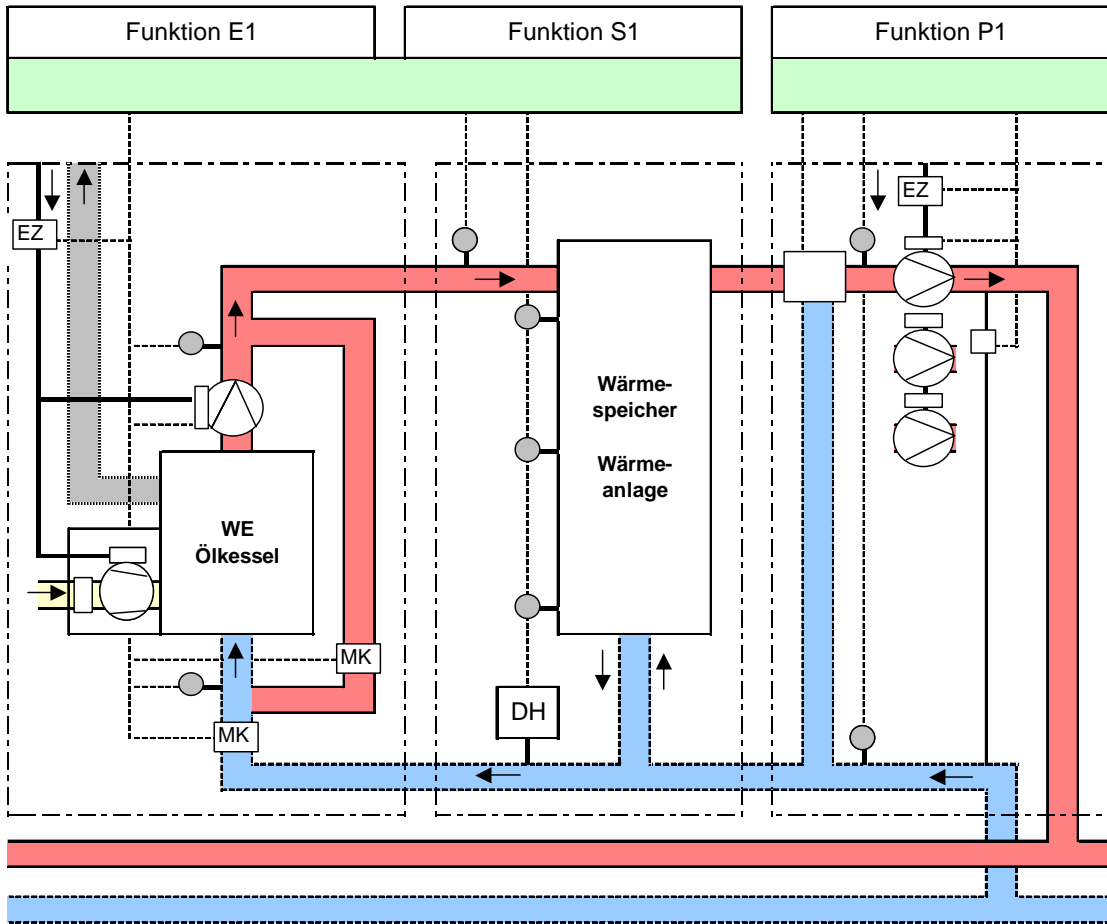 Funktion E1
Funktion S1
Funktion P1
EZ
EZ
Wärme-
speicher
Wärme-
anlage
WE
Ölkessel
MK
DH
MK